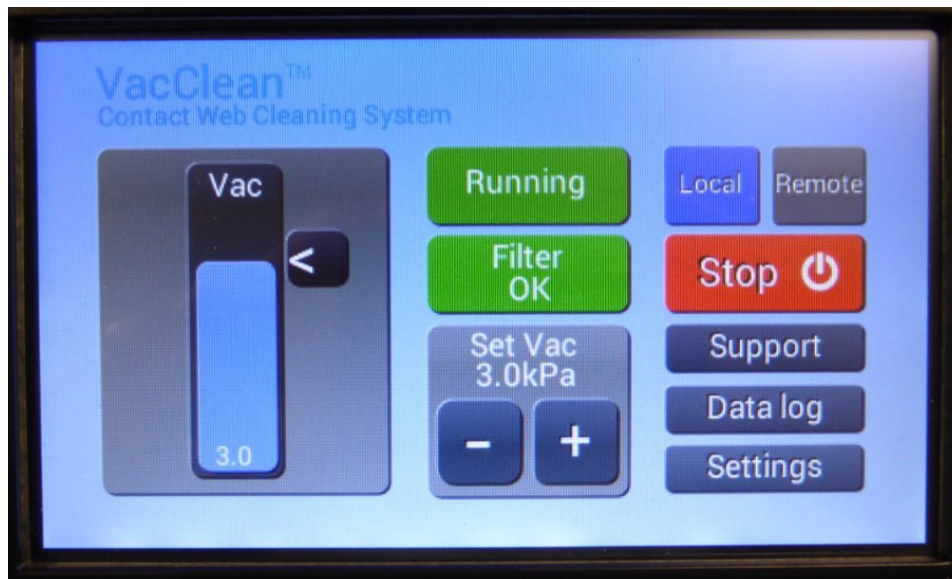 VacClean™
Contact Web Cleaning System
Vac
<
3.0
Running
Filter
OK
Set Vac
3.0kPa
-
+
Local
Remote
Stop
Support
Data log
Settings